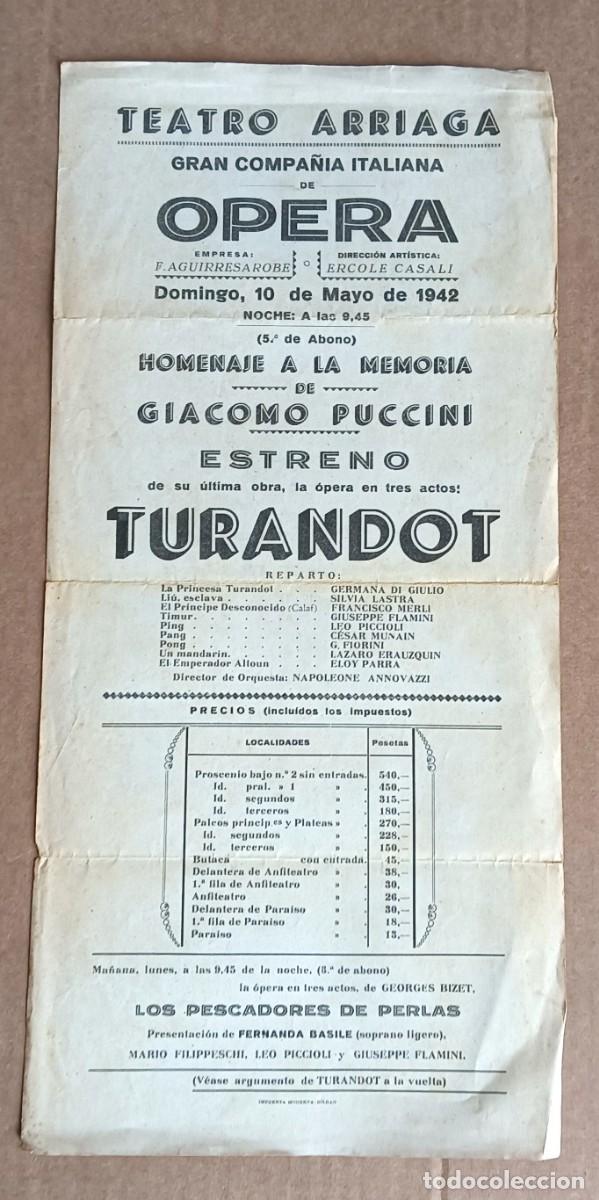 TEATRO ARRIAGA
GRAN COMPAÑIA ITALIANA
DE
OPERA
EMPRESA:
F. AGUIRRESAROBE
DIRECCIÓN ARTÍSTICA:
ERCOLE CASALI
Domingo, 10 de Mayo de 1942
NOCHE: A las 9,45
(5.ª de Abono)
HOMENAJE A LA MEMORIA
DE
GIACOMO PUCCINI
ESTRENO
de su última obra, la ópera en tres actos:
TURANDOT
REPARTO:
La Princesa Turandot . . . GERMANA DI GIULIO
Liú, esclava . . . . . . . SILVIA LASTRA
El Príncipe Desconocido (Calaf) FRANCISCO MERLI
Timur. . . . . . . . . GIUSEPPE FLAMINI
Ping . . . . . . . . . LEO PICCIOLI
Pang . . . . . . . . . CÉSAR MUNAIN
Pong . . . . . . . . . G. FIORINI
Un mandarín. . . . . . . LAZARO ERAUZQUIN
El Emperador Altoun . . . ELOY PARRA
Director de Orquesta: NAPOLEONE ANNOVAZZI
PRECIOS (incluídos los impuestos)
LOCALIDADES Pesetas
Proscenio bajo n.º 2 sin entradas. 540,—
Id. pral. » 1 » . 450,—
Id. segundos » . 315,—
Id. terceros » . 180,—
Palcos princip.es y Plateas » . 270,—
Id. segundos » . 228,—
Id. terceros » . 150,—
Butaca con entrada. 45,—
Delantera de Anfiteatro » . 38,—
1.ª fila de Anfiteatro » . 30,
Anfiteatro » . 26,—
Delantera de Paraíso » . 30,—
1.ª fila de Paraíso » . 18,—
Paraíso » . 13,—
Mañana, lunes, a las 9,45 de la noche, (6.ª de abono)
la ópera en tres actos, de GEORGES BIZET,
LOS PESCADORES DE PERLAS
Presentación de FERNANDA BASILE (soprano ligero),
MARIO FILIPPESCHI, LEO PICCIOLI y GIUSEPPE FLAMINI.
(Véase argumento de TURANDOT a la vuelta)
IMPRENTA MODERNA-BILBAO
todocoleccion